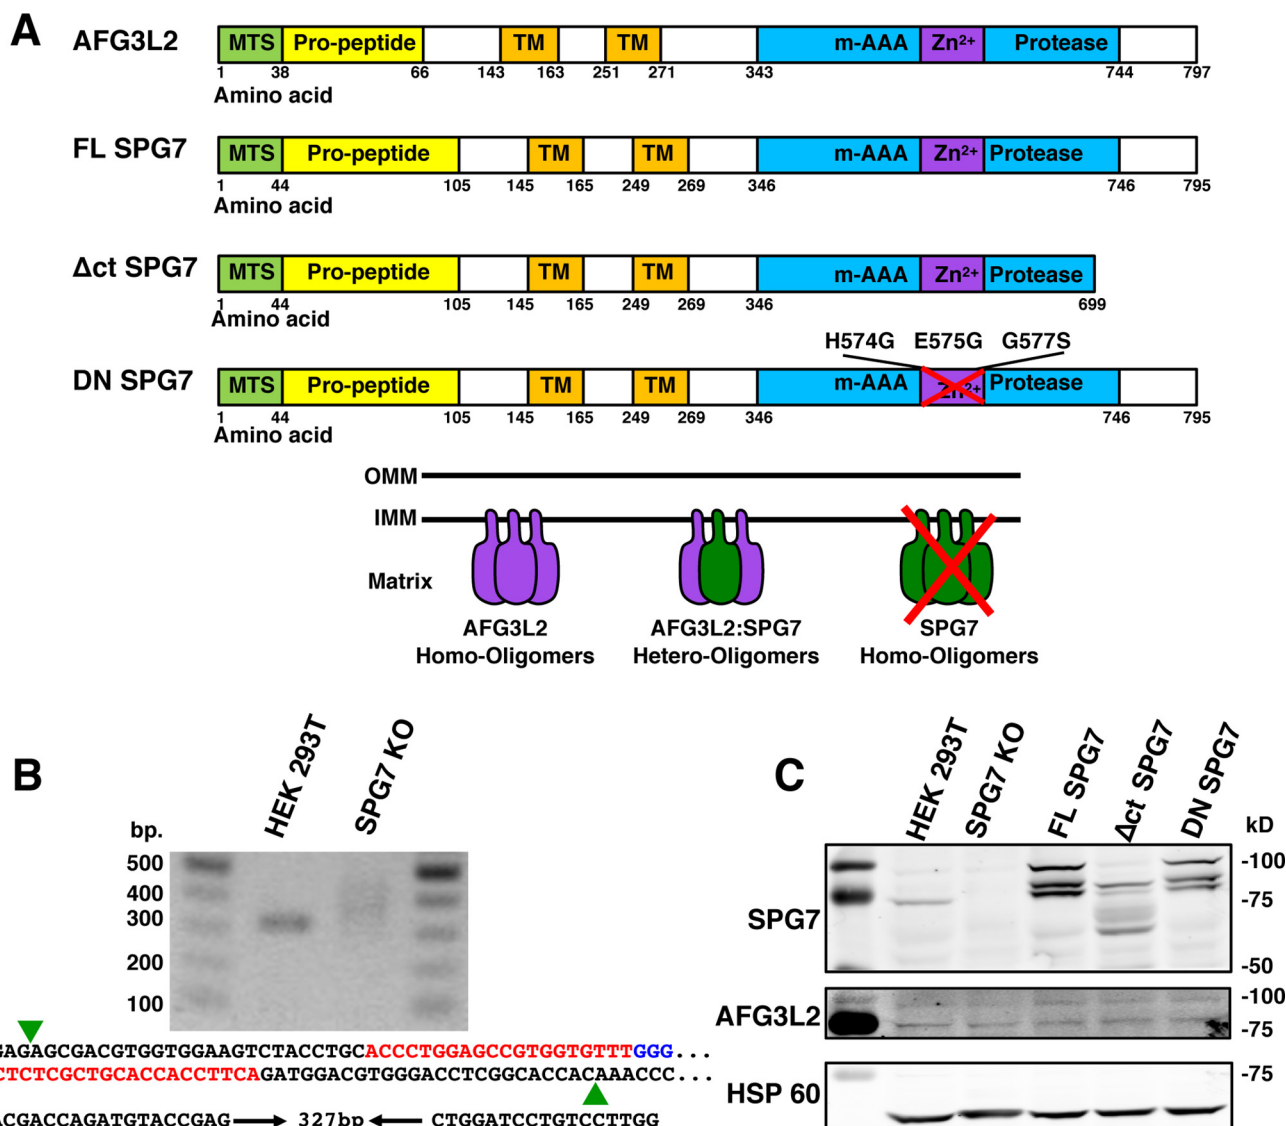 A
AFG3L2
MTS Pro-peptide TM TM m-AAA Zn²⁺ Protease
1 38 66 143 163 251 271 343 744 797
Amino acid
FL SPG7
MTS Pro-peptide TM TM m-AAA Zn²⁺ Protease
1 44 105 145 165 249 269 346 746 795
Amino acid
Δct SPG7
MTS Pro-peptide TM TM m-AAA Zn²⁺ Protease
1 44 105 145 165 249 269 346 699
Amino acid
H574G E575G G577S
DN SPG7
MTS Pro-peptide TM TM m-AAA Zn²⁺ Protease
1 44 105 145 165 249 269 346 746 795
Amino acid
OMM
IMM
Matrix
AFG3L2 AFG3L2:SPG7 SPG7
Homo-Oligomers Hetero-Oligomers Homo-Oligomers
B
HEK 293T SPG7 KO
bp.
500
400
300
200
100
GAGAGCGACGTGGTGGAAGTCTACCTGCACCCTGGAGCCGTGGTGTTTGGG...
CTCTCGCTGCACCACCTTCAGATGGACGTGGGACCTCGGCACCACAAACCC...
ACGACCAGATGTACCGAG 327bp CTGGATCCTGTCCTTGG
C
HEK 293T SPG7 KO FL SPG7 Δct SPG7 DN SPG7
kD
SPG7
-100
-75
-50
AFG3L2
-100
-75
HSP 60
-75